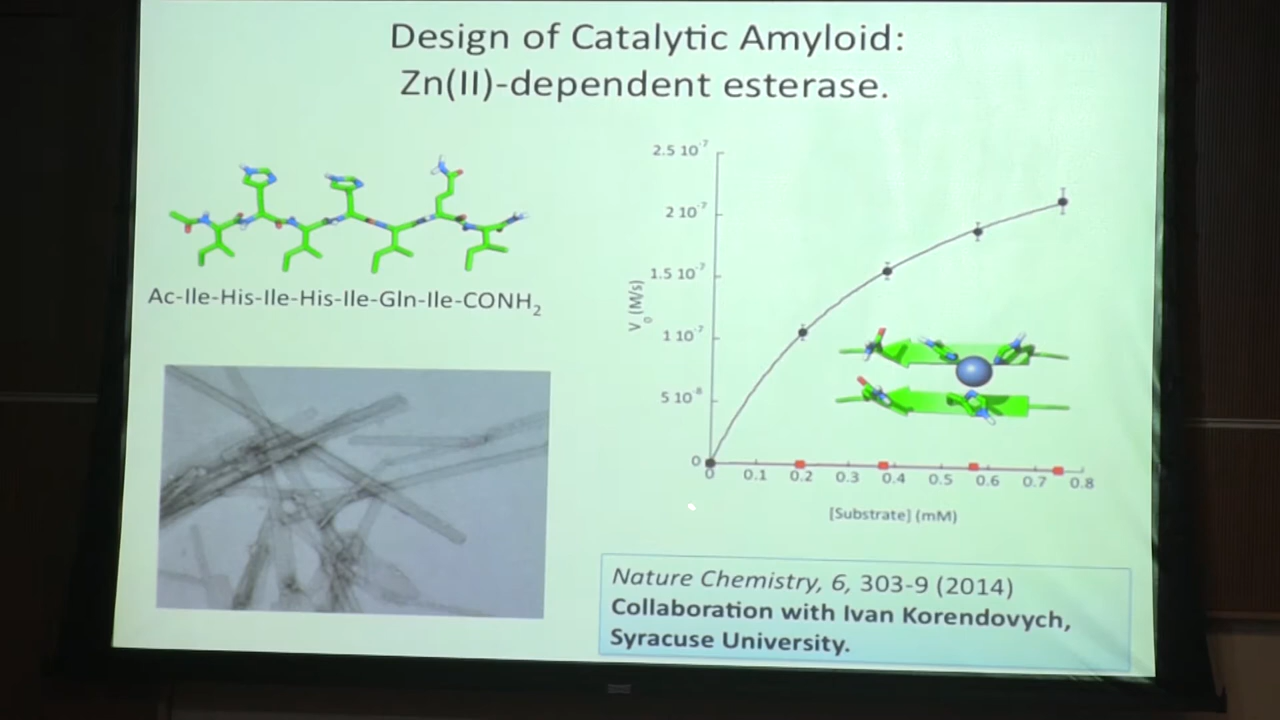 Design of Catalytic Amyloid:
Zn(II)-dependent esterase.
Ac-Ile-His-Ile-His-Ile-Gln-Ile-CONH₂
2.5 10⁻⁷
2 10⁻⁷
1.5 10⁻⁷
1 10⁻⁷
5 10⁻⁸
0
V₀ (M/s)
0 0.1 0.2 0.3 0.4 0.5 0.6 0.7 0.8
[Substrate] (mM)
Nature Chemistry, 6, 303-9 (2014)
Collaboration with Ivan Korendovych,
Syracuse University.